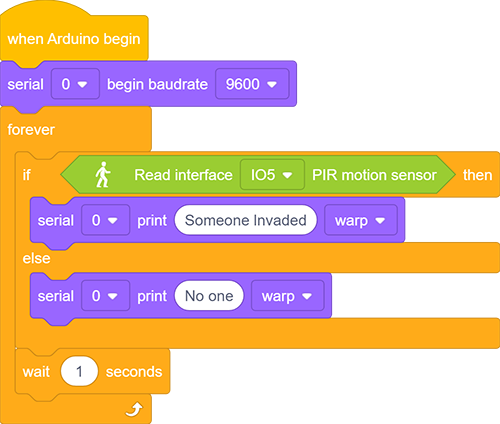 when Arduino begin
serial 0 begin baudrate 9600
forever
if Read interface IO5 PIR motion sensor then
serial 0 print Someone Invaded warp
else
serial 0 print No one warp
wait 1 seconds